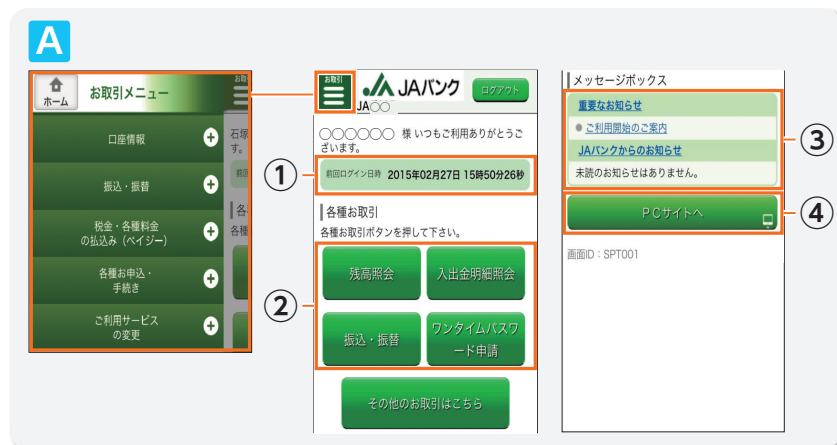 A
ホーム
お取引メニュー
お取
口座情報
振込・振替
税金・各種料金
の払込み（ペイジー）
各種お申込・
手続き
ご利用サービス
の変更
石塚
す。
前回
各
各種
お取引
JAバンク
ログアウト
JA○○
○○○○○○ 様 いつもご利用ありがとうご
ざいます。
①
前回ログイン日時 2015年02月27日 15時50分26秒
各種お取引
各種お取引ボタンを押して下さい。
②
残高照会
入出金明細照会
振込・振替
ワンタイムパスワ
ード申請
その他のお取引はこちら
メッセージボックス
重要なお知らせ
● ご利用開始のご案内
JAバンクからのお知らせ
未読のお知らせはありません。
③
PCサイトへ
④
画面ID：SPT001